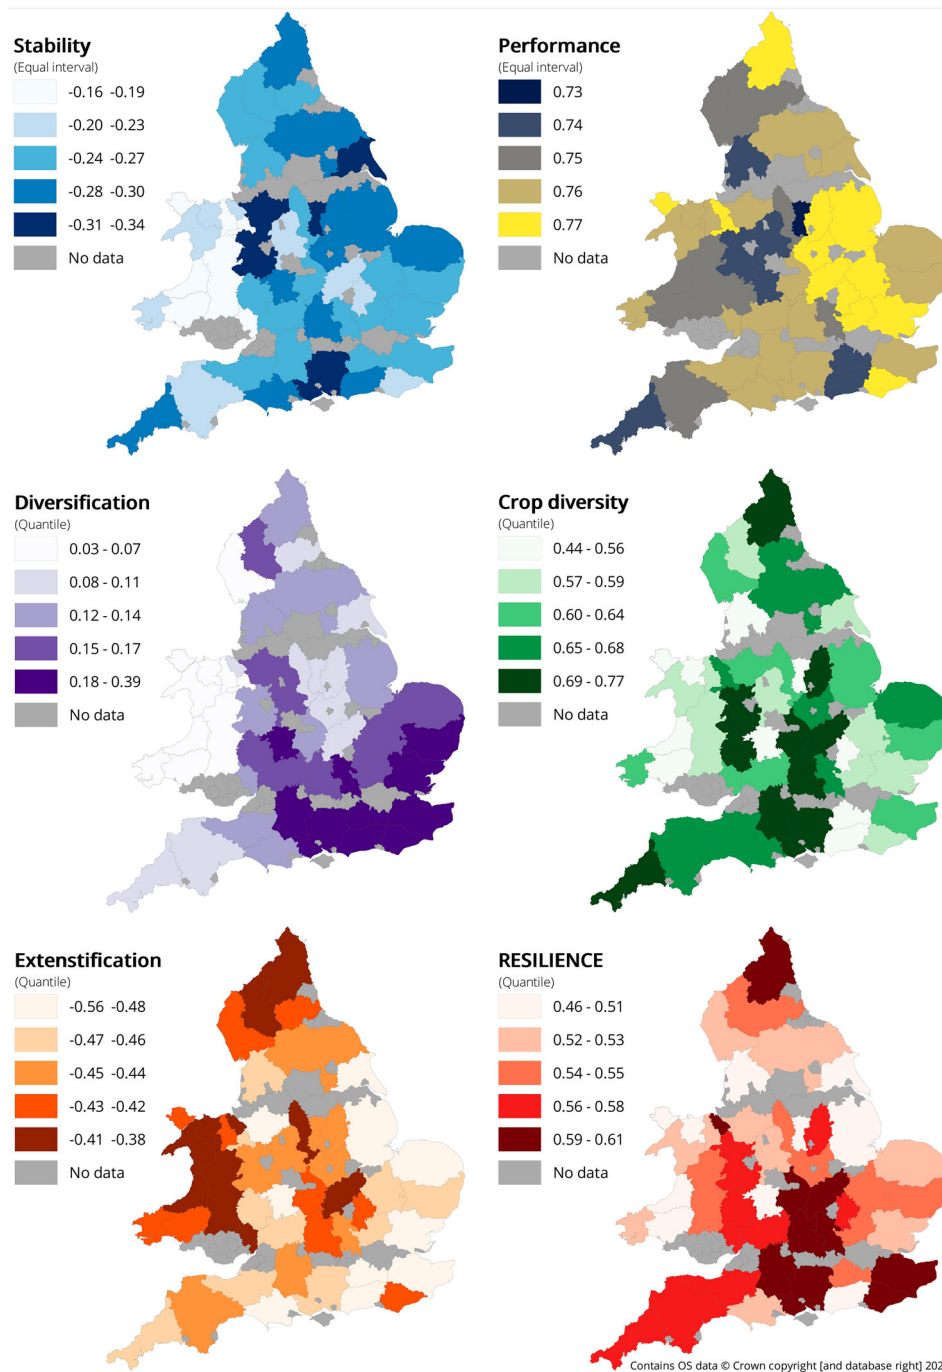 Stability
(Equal interval)
-0.16 -0.19
-0.20 -0.23
-0.24 -0.27
-0.28 -0.30
-0.31 -0.34
No data
Performance
(Equal interval)
0.73
0.74
0.75
0.76
0.77
No data
Diversification
(Quantile)
0.03 - 0.07
0.08 - 0.11
0.12 - 0.14
0.15 - 0.17
0.18 - 0.39
No data
Crop diversity
(Quantile)
0.44 - 0.56
0.57 - 0.59
0.60 - 0.64
0.65 - 0.68
0.69 - 0.77
No data
Extenstification
(Quantile)
-0.56 -0.48
-0.47 -0.46
-0.45 -0.44
-0.43 -0.42
-0.41 -0.38
No data
RESILIENCE
(Quantile)
0.46 - 0.51
0.52 - 0.53
0.54 - 0.55
0.56 - 0.58
0.59 - 0.61
No data
Contains OS data © Crown copyright [and database right]